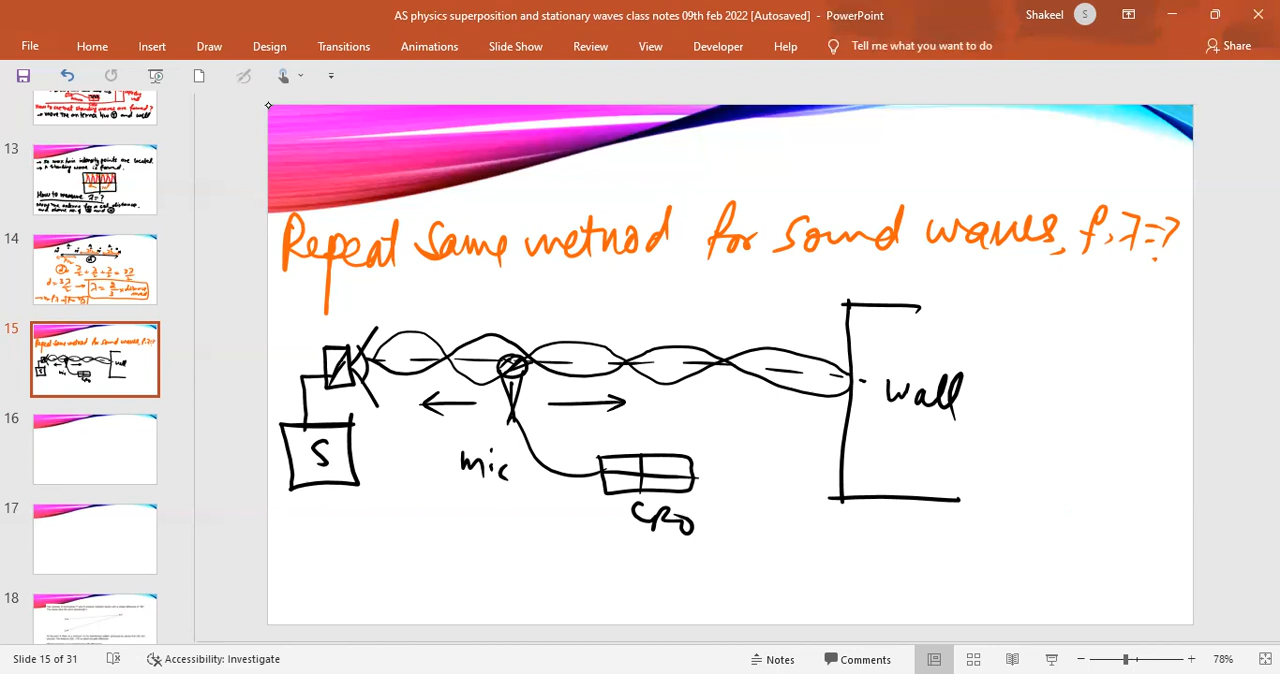 AS physics superposition and stationary waves class notes 09th feb 2022 [Autosaved] - PowerPoint
Shakeel S
File Home Insert Draw Design Transitions Animations Slide Show Review View Developer Help Tell me what you want to do Share
13
14
15
16
17
18
How to measure λ=?
Repeat same method for sound waves, f, λ=?
wall
S
mic
CRO
Slide 15 of 31 Accessibility: Investigate Notes Comments 78%